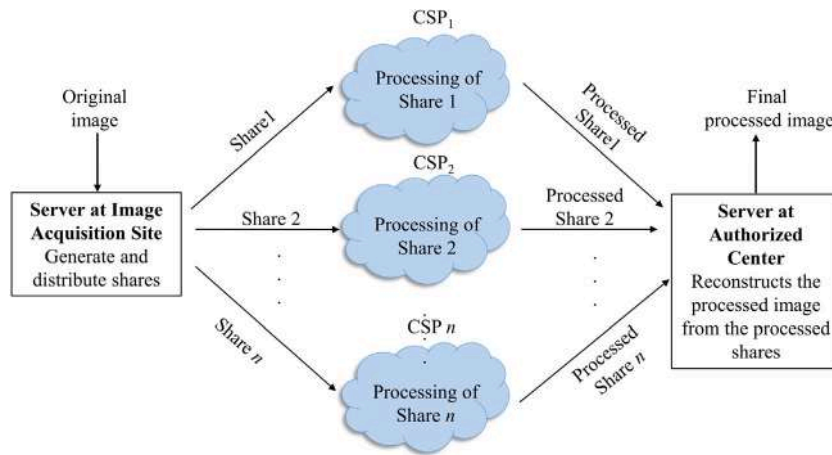 CSP1
Processing of
Share 1
Original
image
Share1
Processed
Share1
Final
processed image
CSP2
Server at Image
Acquisition Site
Generate and
distribute shares
Share 2
Processing of
Share 2
Processed
Share 2
Server at
Authorized
Center
Reconstructs the
processed image
from the processed
shares
Share n
CSP n
Processing of
Share n
Processed
Share n